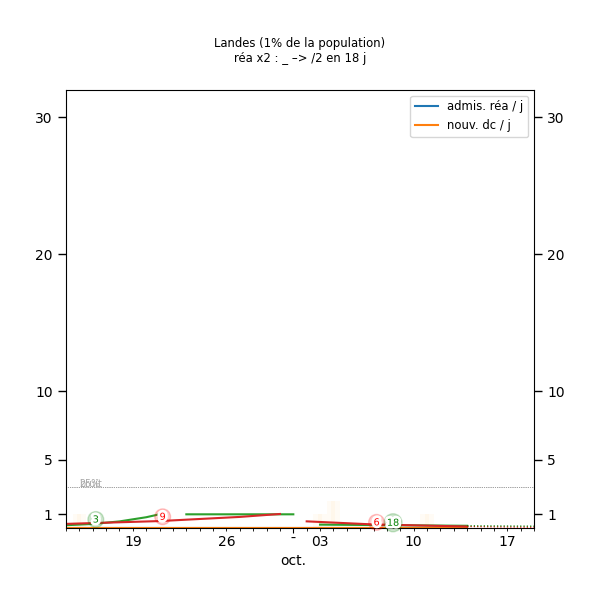 Landes (1% de la population)
réa x2 : _ –> /2 en 18 j
admis. réa / j
nouv. dc / j
30 30
20 20
10 10
5 5
3 9 6 18
1 1
19 26 - 03 10 17
oct.